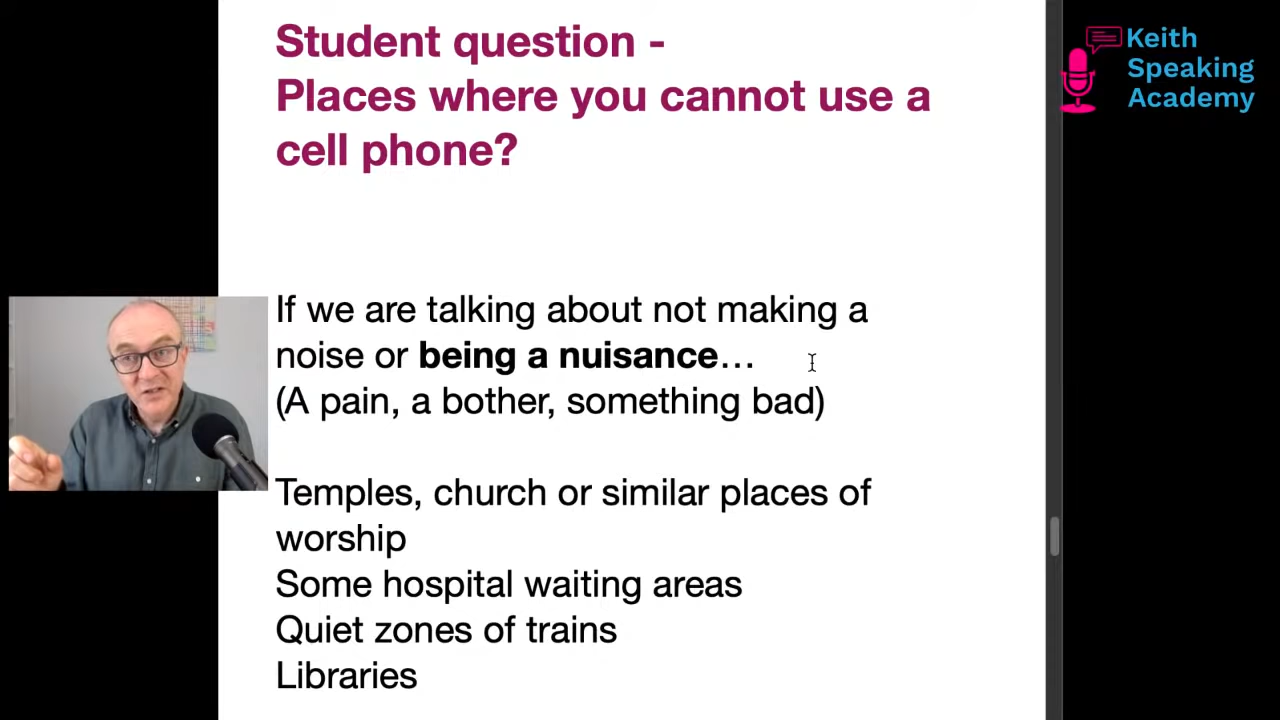 Student question -
Places where you cannot use a
cell phone?
Keith
Speaking
Academy
If we are talking about not making a
noise or being a nuisance…
(A pain, a bother, something bad)
Temples, church or similar places of
worship
Some hospital waiting areas
Quiet zones of trains
Libraries